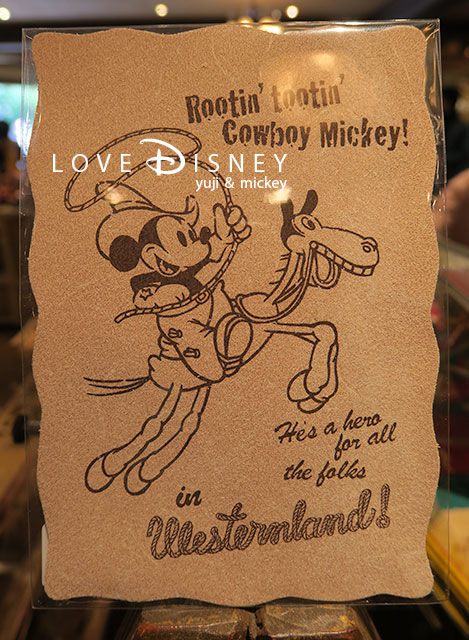 Rootin' tootin'
Cowboy Mickey!
LOVE DISNEY
yuji & mickey
He's a hero
for all
the folks
in
Westernland!